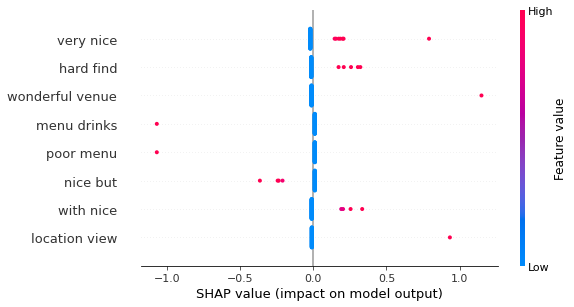 High
very nice
hard find
wonderful venue
menu drinks
poor menu
nice but
with nice
location view
Feature value
Low
−1.0 −0.5 0.0 0.5 1.0
SHAP value (impact on model output)